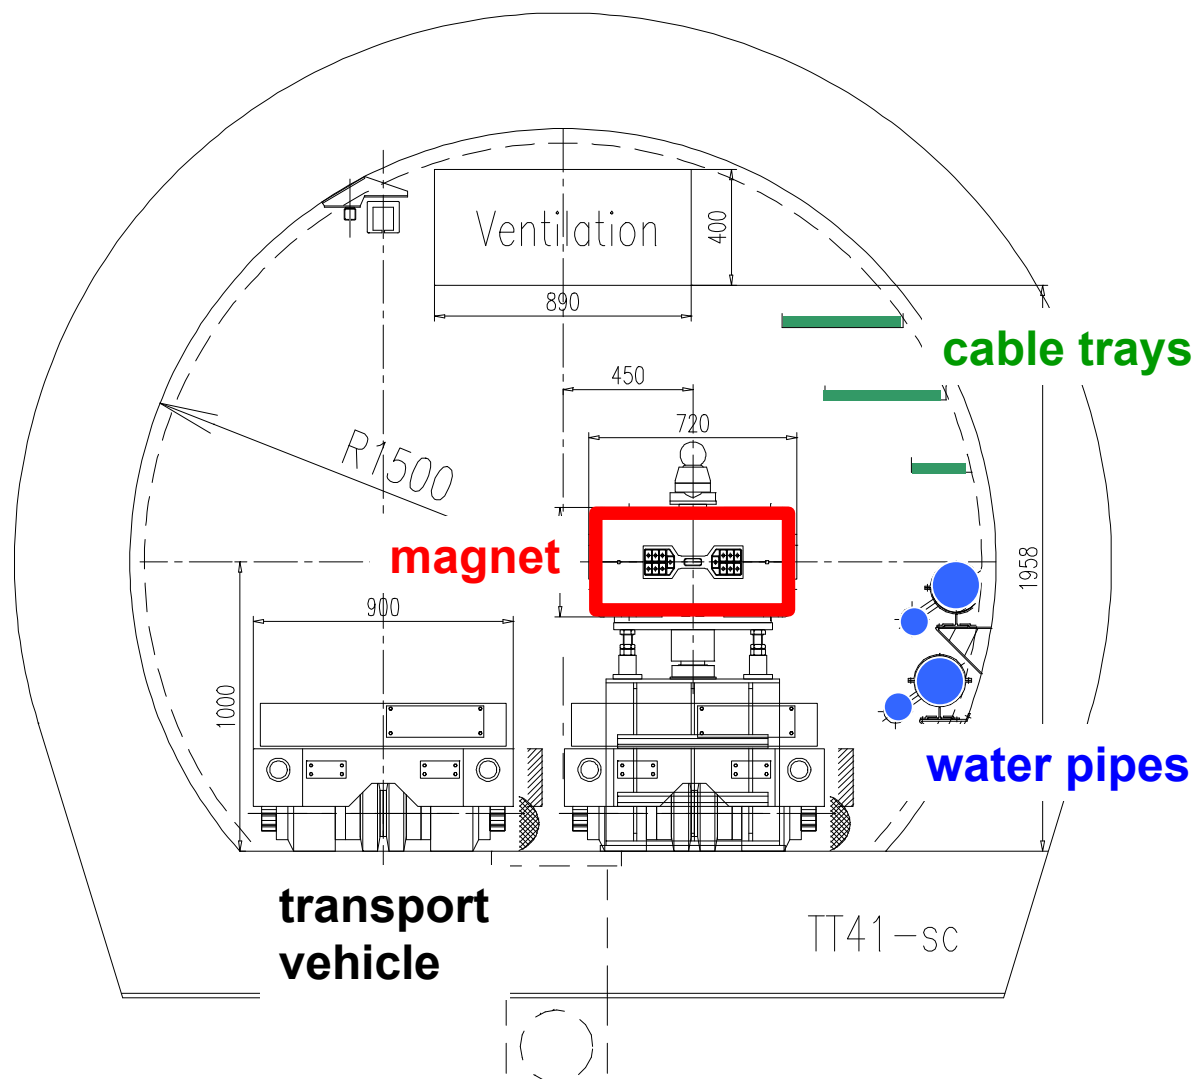 Ventilation
400
890
cable trays
450
720
R1500
magnet
1958
900
1000
water pipes
transport
vehicle
TT41-sc